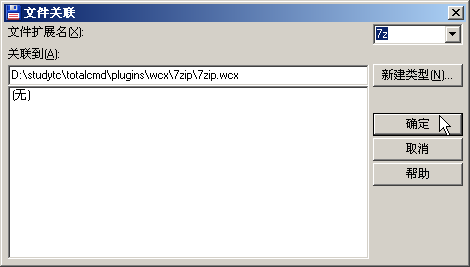 文件关联
文件扩展名(X):
7z
关联到(A):
D:\studytc\totalcmd\plugins\wcx\7zip\7zip.wcx
新建类型(N)...
(无)
确定
取消
帮助